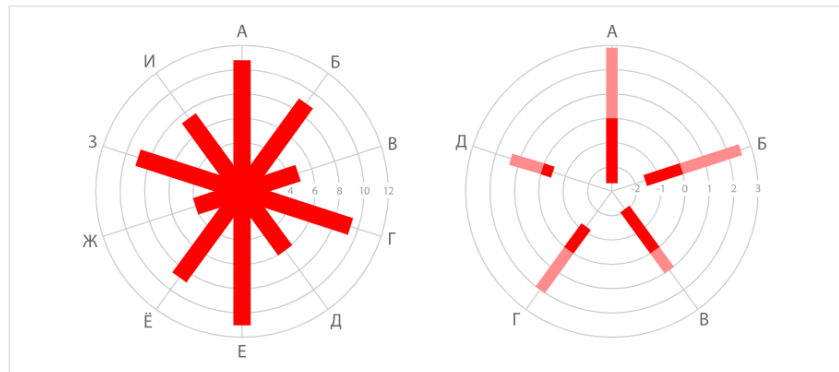 А
И Б
З В
4 6 8 10 12
Ж Г
Ё Д
Е
А
Д Б
-2 -1 0 1 2 3
Г В